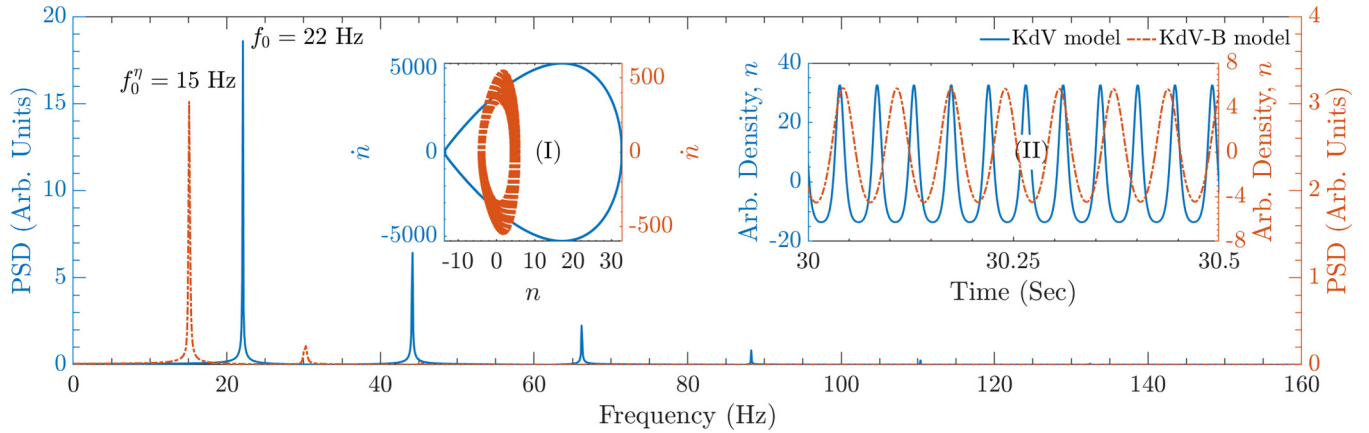 20
15
10
5
0
PSD (Arb. Units)
f₀ = 22 Hz
f₀^η = 15 Hz
5000
0
-5000
ṅ
500
0
-500
ṅ
(I)
-10 0 10 20 30
n
KdV model KdV-B model
40
20
0
-20
Arb. Density, n
8
4
0
-4
-8
Arb. Density, n
(II)
30 30.25 30.5
Time (Sec)
4
3
2
1
0
PSD (Arb. Units)
0 20 40 60 80 100 120 140 160
Frequency (Hz)